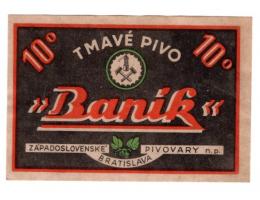 10° TMAVÉ PIVO 10°
„Baník“
ZÁPADOSLOVENSKÉ PIVOVARY n.p.
BRATISLAVA